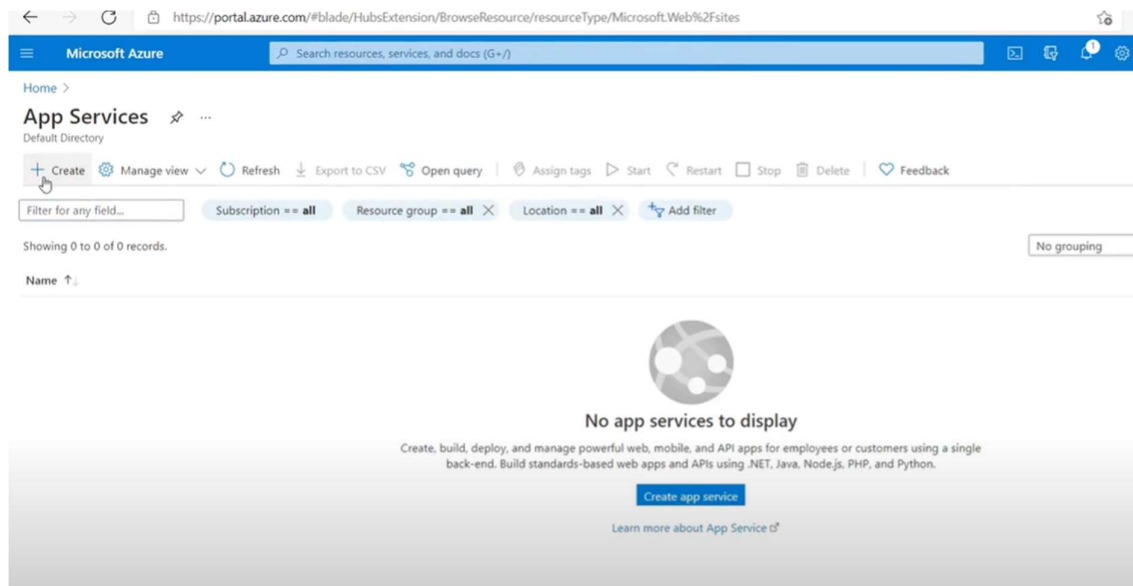 https://portal.azure.com/#blade/HubsExtension/BrowseResource/resourceType/Microsoft.Web%2Fsites
Microsoft Azure
Search resources, services, and docs (G+/)
1
Home >
App Services
Default Directory
Create Manage view Refresh Export to CSV Open query Assign tags Start Restart Stop Delete Feedback
Filter for any field... Subscription == all Resource group == all Location == all Add filter
Showing 0 to 0 of 0 records. No grouping
Name ↑↓
No app services to display
Create, build, deploy, and manage powerful web, mobile, and API apps for employees or customers using a single
back-end. Build standards-based web apps and APIs using .NET, Java, Node.js, PHP, and Python.
Create app service
Learn more about App Service